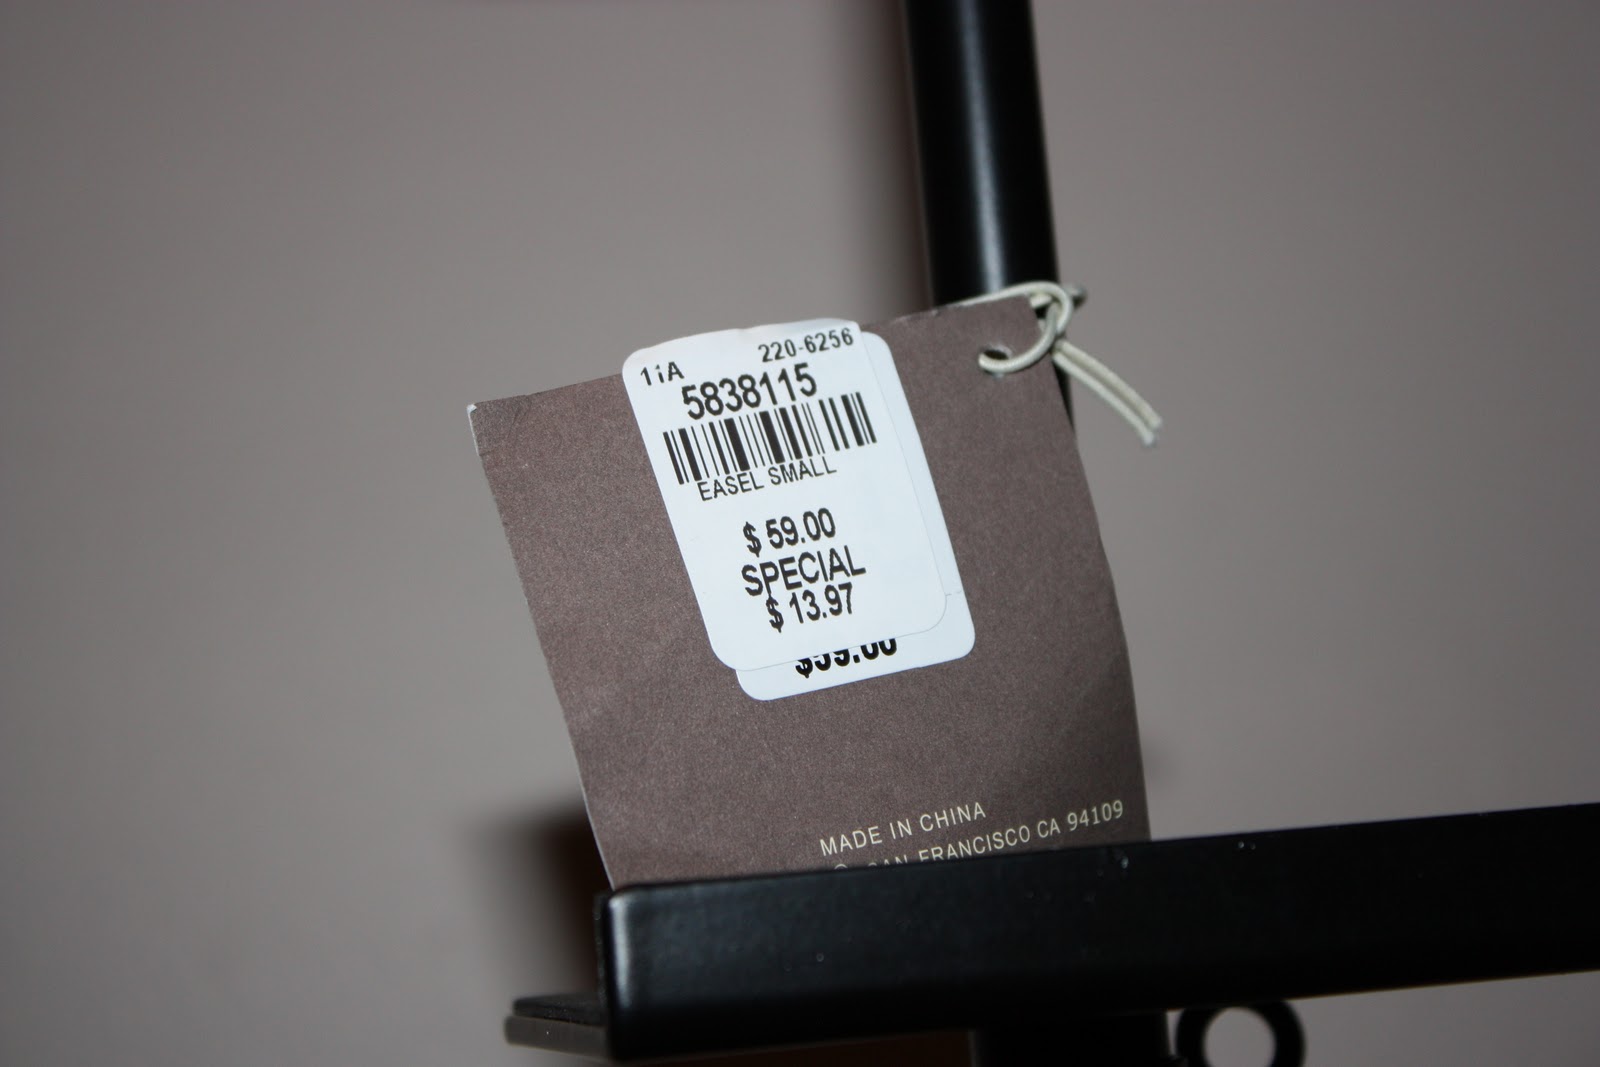 11A 220-6256
5838115
EASEL SMALL
$ 59.00
SPECIAL
$ 13.97
$59.00
MADE IN CHINA
SAN FRANCISCO CA 94109